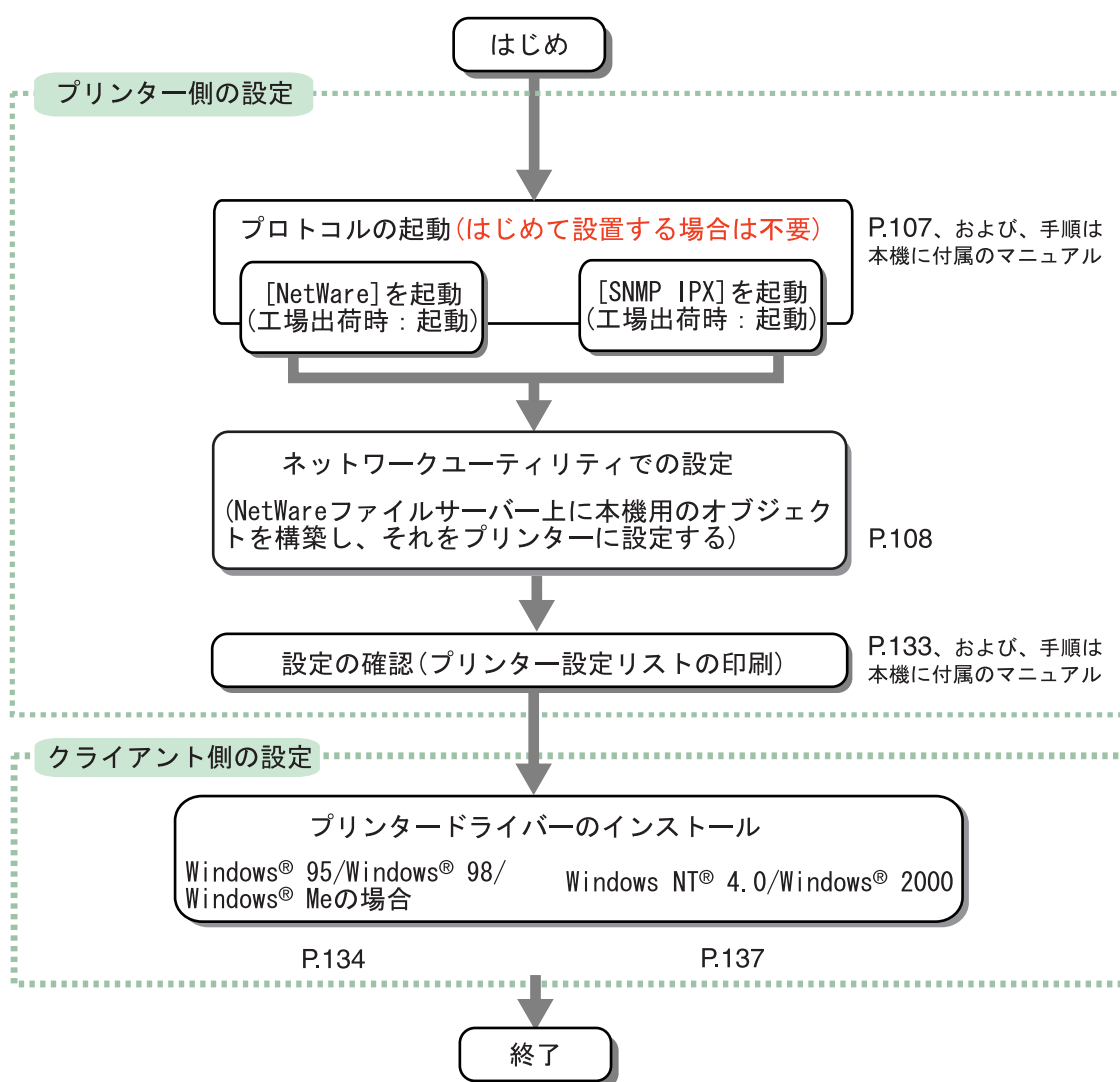 はじめ
プリンター側の設定
プロトコルの起動(はじめて設置する場合は不要)
[NetWare]を起動
(工場出荷時：起動)
[SNMP IPX]を起動
(工場出荷時：起動)
P.107、および、手順は
本機に付属のマニュアル
ネットワークユーティリティでの設定
(NetWareファイルサーバー上に本機用のオブジェク
トを構築し、それをプリンターに設定する)
P.108
設定の確認(プリンター設定リストの印刷)
P.133、および、手順は
本機に付属のマニュアル
クライアント側の設定
プリンタードライバーのインストール
Windows® 95/Windows® 98/
Windows® Meの場合
Windows NT® 4.0/Windows® 2000
P.134
P.137
終了